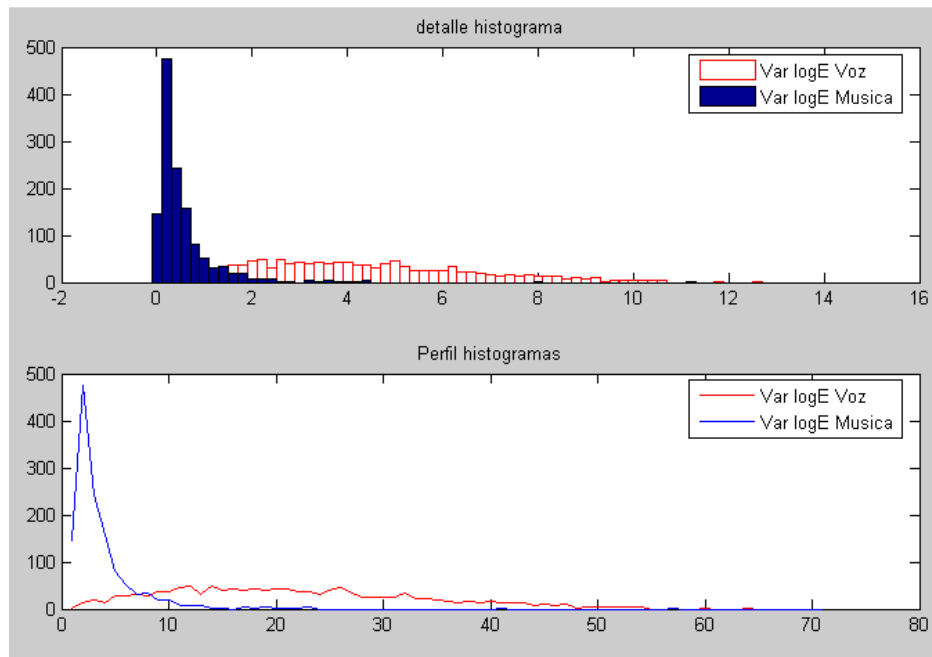 detalle histograma
500
400
300
200
100
0
Var logE Voz
Var logE Musica
-2 0 2 4 6 8 10 12 14 16
Perfil histogramas
500
400
300
200
100
0
Var logE Voz
Var logE Musica
0 10 20 30 40 50 60 70 80